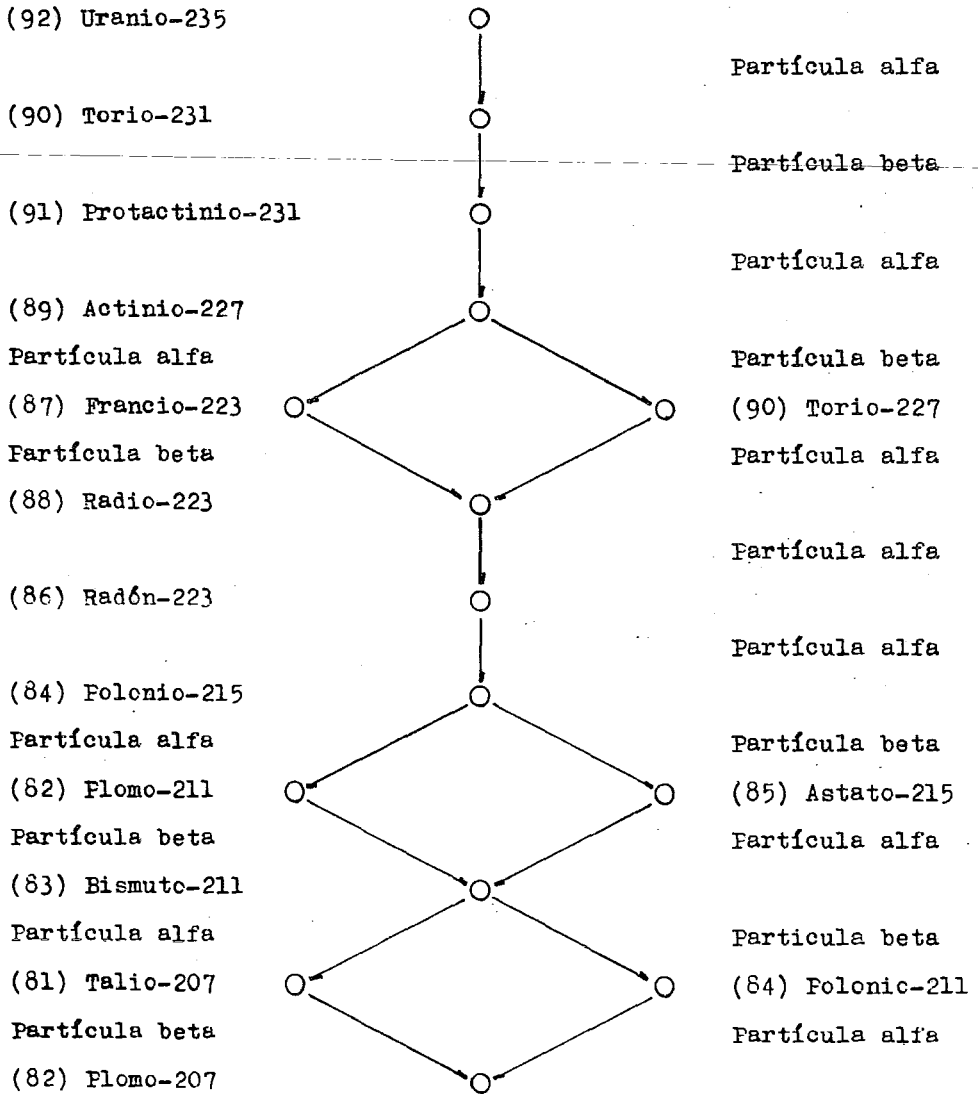 (92) Uranio-235
Partícula alfa
(90) Torio-231
Partícula beta
(91) Protactinio-231
Partícula alfa
(89) Actinio-227
Partícula alfa Partícula beta
(87) Francio-223 (90) Torio-227
Partícula beta Partícula alfa
(88) Radio-223
Partícula alfa
(86) Radón-223
Partícula alfa
(84) Polonio-215
Partícula alfa Partícula beta
(82) Plomo-211 (85) Astato-215
Partícula beta Partícula alfa
(83) Bismuto-211
Partícula alfa Particula beta
(81) Talio-207 (84) Polonio-211
Partícula beta Partícula alfa
(82) Plomo-207